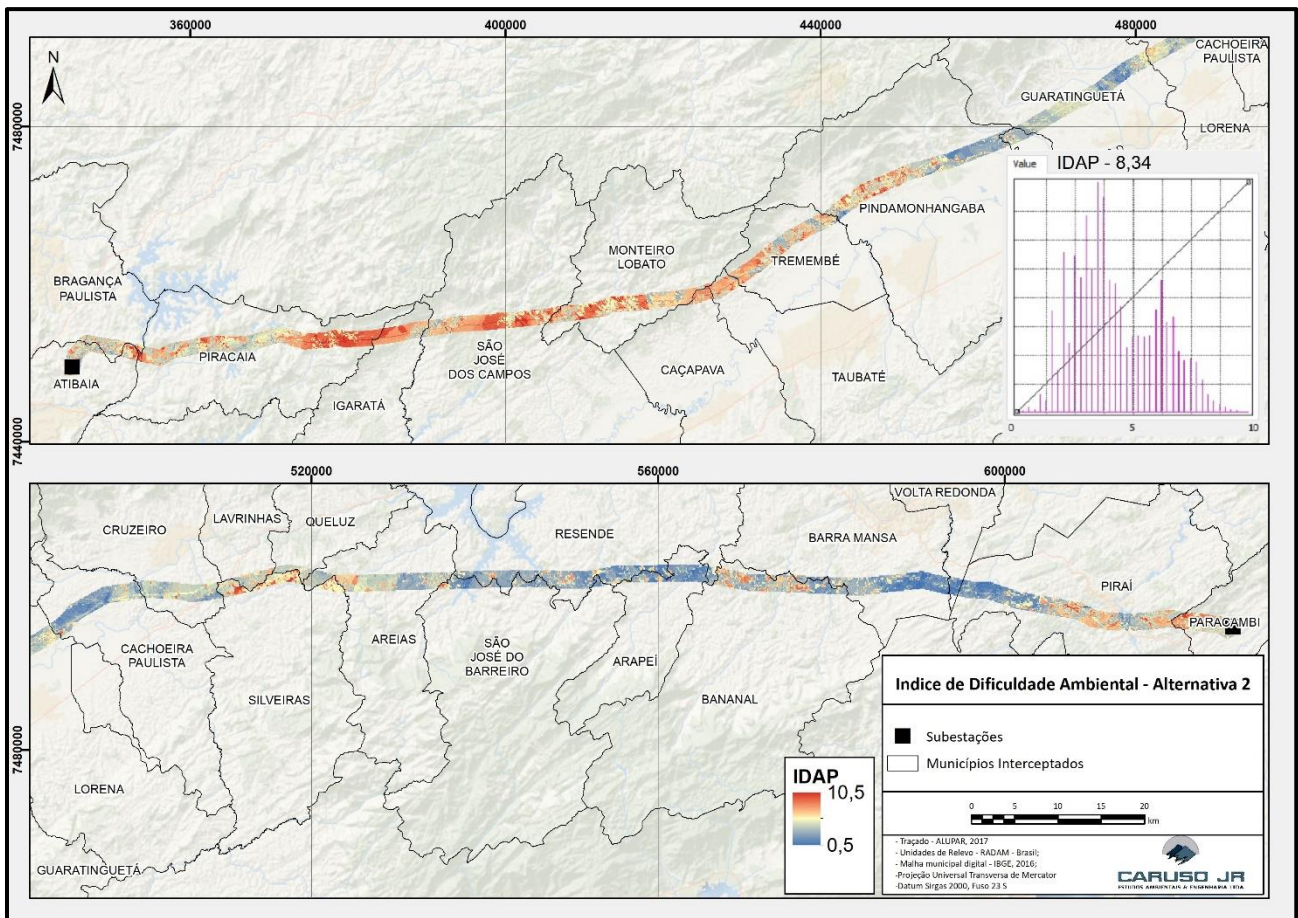 360000
400000
440000
480000
N
CACHOEIRA
PAULISTA
GUARATINGUETÁ
7480000
LORENA
Value
IDAP - 8,34
PINDAMONHANGABA
MONTEIRO
LOBATO
TREMEMBÉ
BRAGANÇA
PAULISTA
PIRACAIA
SÃO
JOSÉ
DOS CAMPOS
CAÇAPAVA
TAUBATÉ
ATIBAIA
IGARATÁ
0
5
10
7440000
520000
560000
600000
VOLTA REDONDA
LAVRINHAS
QUELUZ
CRUZEIRO
RESENDE
BARRA MANSA
PIRAÍ
PARACAMBI
CACHOEIRA
PAULISTA
AREIAS
SÃO
JOSÉ DO
BARREIRO
ARAPEÍ
SILVEIRAS
BANANAL
7480000
LORENA
GUARATINGUETÁ
IDAP
10,5
-
0,5
Indice de Dificuldade Ambiental - Alternativa 2
Subestações
Municípios Interceptados
0 5 10 15 20
km
- Traçado - ALUPAR, 2017
- Unidades de Relevo - RADAM - Brasil;
- Malha municipal digital - IBGE, 2016;
-Projeção Universal Transversa de Mercator
-Datum Sirgas 2000, Fuso 23 S
CARUSO JR
ESTUDOS AMBIENTAIS & ENGENHARIA LTDA